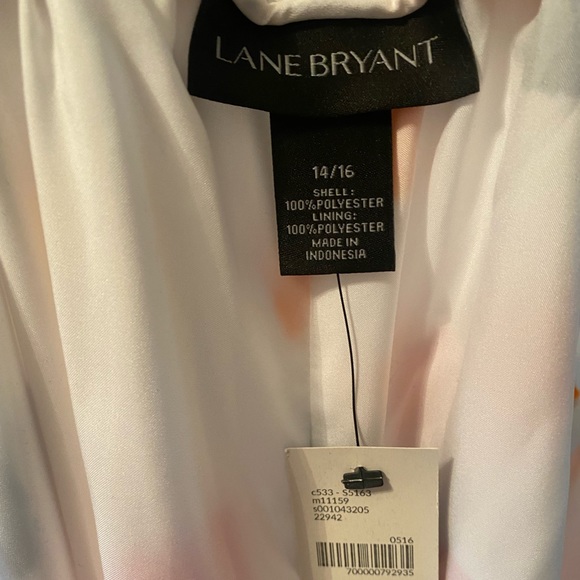 LANE BRYANT
14/16
SHELL:
100%POLYESTER
LINING:
100%POLYESTER
MADE IN
INDONESIA
c533 - S5163
m11159
s001043205
22942
0516
700000792935